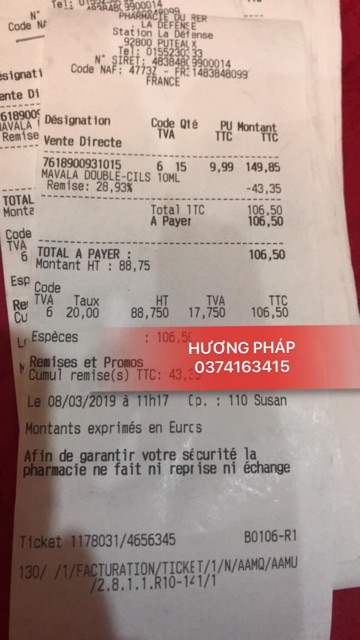 PHARMACIE DU RER
LA DÉFENSE
Station La Défense
92800 PUTEAUX
Tel: 0155230233
N° SIRET: 48384809900014
Code NAF: 4773Z - FR31483848099
FRANCE
Désignation Code Qté PU Montant
TVA TTC TTC
Vente Directe
7618900931015 6 15 9,99 149,85
MAVALA DOUBLE-CILS 10ML
Remise: 28,93% -43,35
Total TTC 106,50
A Payer 106,50
TOTAL A PAYER : 106,50
Montant HT : 88,75
Code
TVA Taux HT TVA TTC
6 20,00 88,750 17,750 106,50
Espèces : 106,50
HƯƠNG PHÁP
0374163415
Remises et Promos
Cumul remise(s) TTC: 43,
Le 08/03/2019 à 11h17 Cp. : 110 Susan
Montants exprimés en Euros
Afin de garantir votre sécurité la
pharmacie ne fait ni reprise ni échange
Ticket 1178031/4656345 B0106-R1
130/ /1/FACTURATION/TICKET/1/N/AAMQ/AAMU
/2.8.1.1.R10-141/1